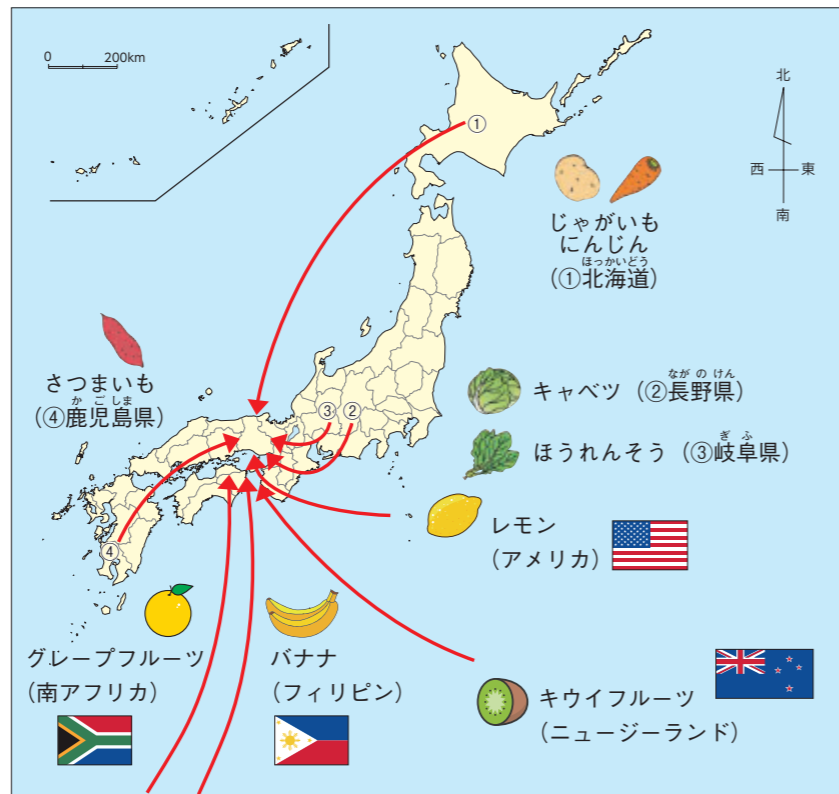 0 200km
北
西 東
南
①
じゃがいも
にんじん
ほっかいどう
(①北海道)
さつまいも
か ご しま
(④鹿児島県)
③ ②
なが の けん
キャベツ (②長野県)
ぎ ふ
ほうれんそう (③岐阜県)
④
レモン
(アメリカ)
グレープフルーツ
(南アフリカ)
バナナ
(フィリピン)
キウイフルーツ
(ニュージーランド)